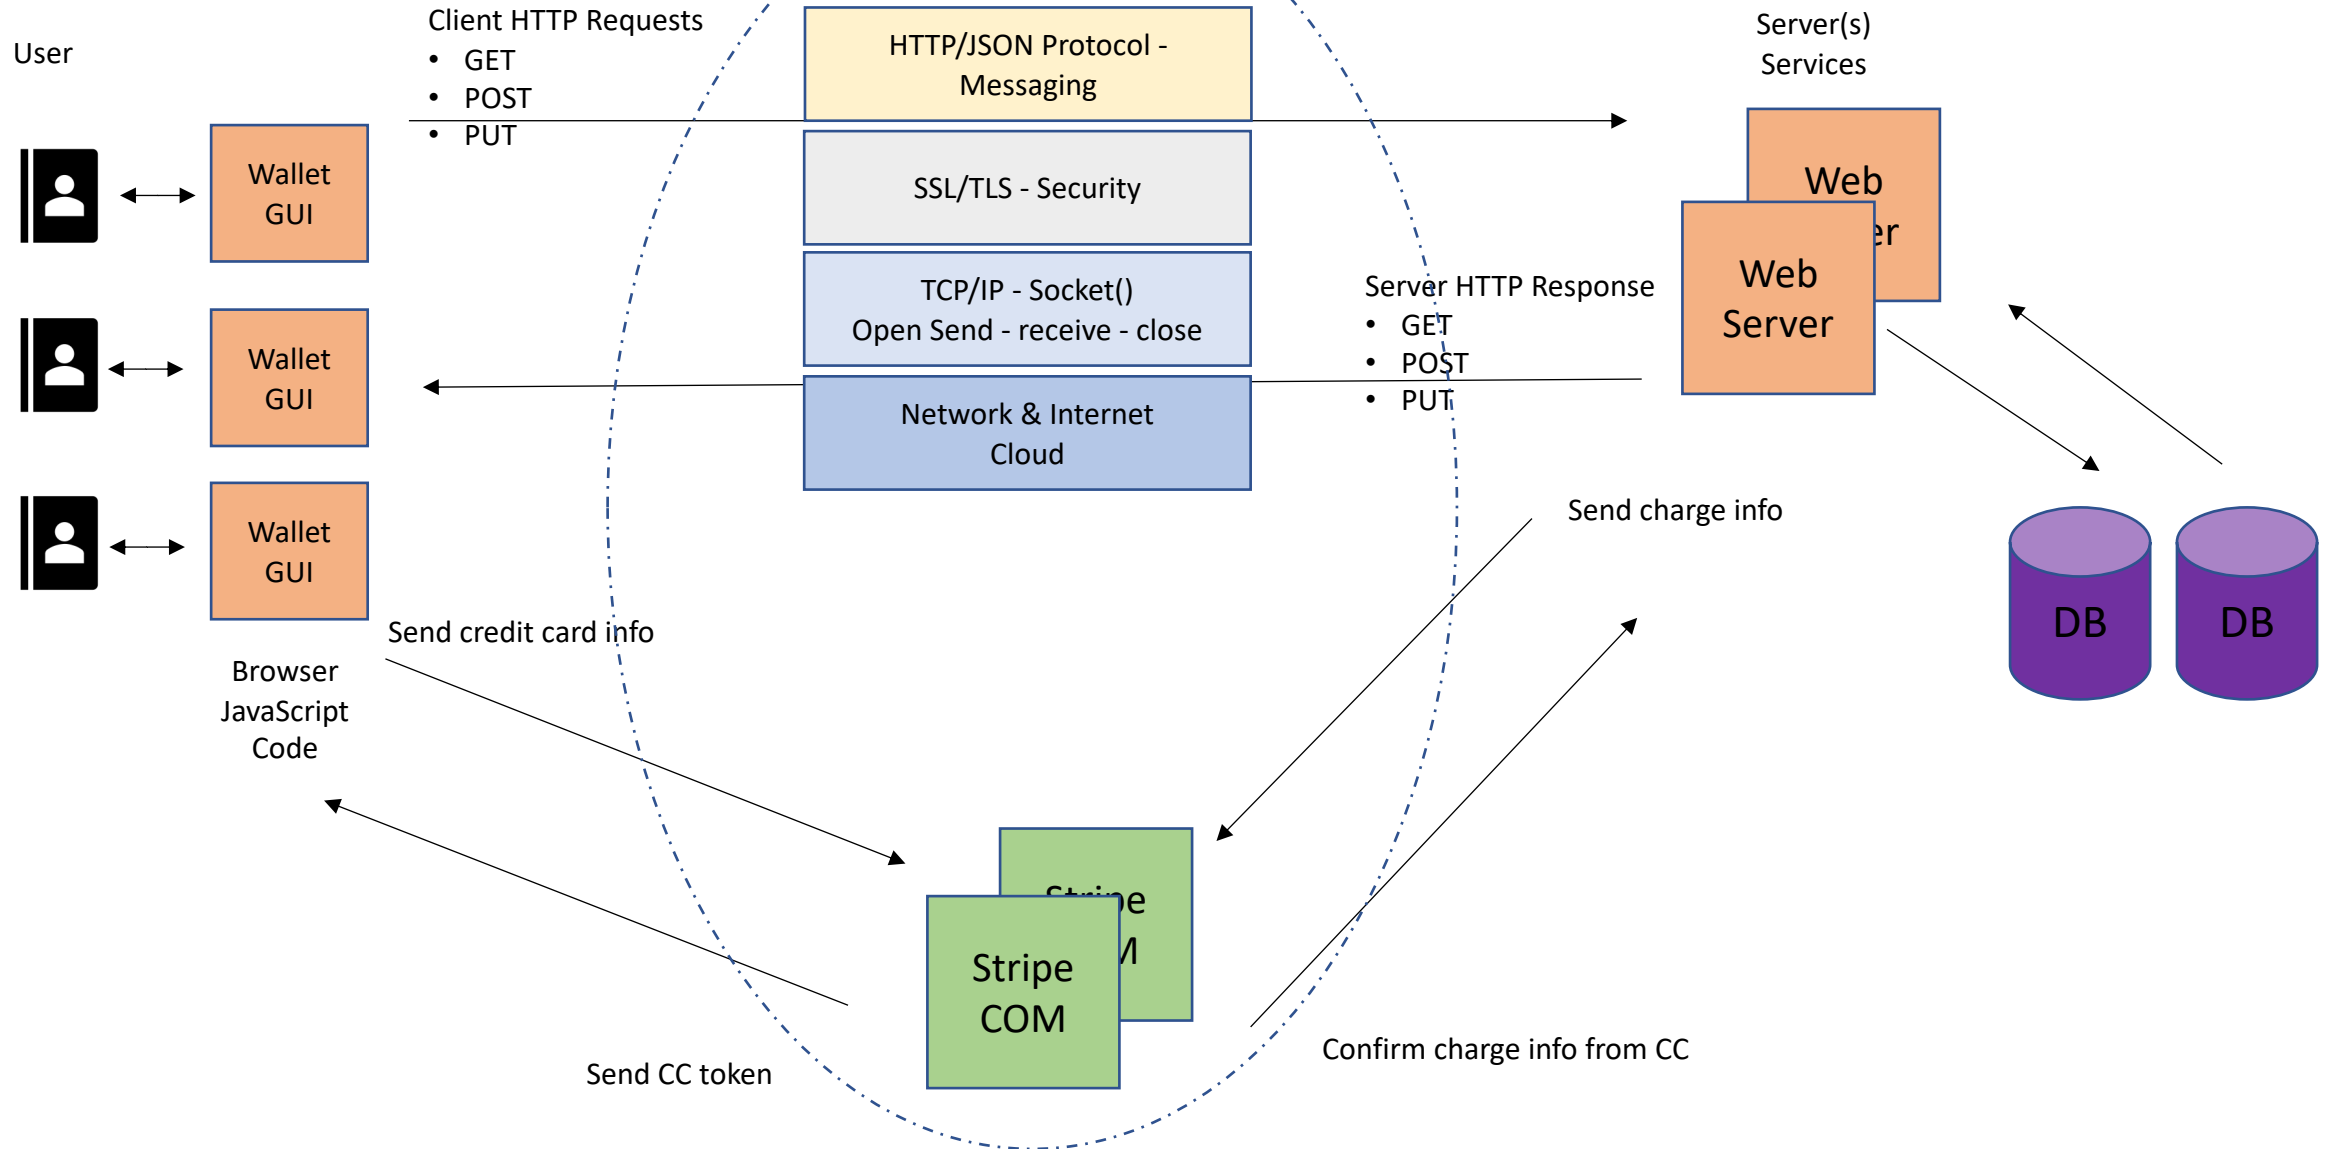 User
Client HTTP Requests
• GET
• POST
• PUT
HTTP/JSON Protocol -
Messaging
SSL/TLS - Security
TCP/IP - Socket()
Open Send - receive - close
Network & Internet
Cloud
Server(s)
Services
Web
er
Web
Server
Server HTTP Response
• GET
• POST
• PUT
Wallet
GUI
Wallet
GUI
Wallet
GUI
Browser
JavaScript
Code
Send credit card info
Send charge info
DB
DB
Stripe
M
Stripe
COM
Send CC token
Confirm charge info from CC